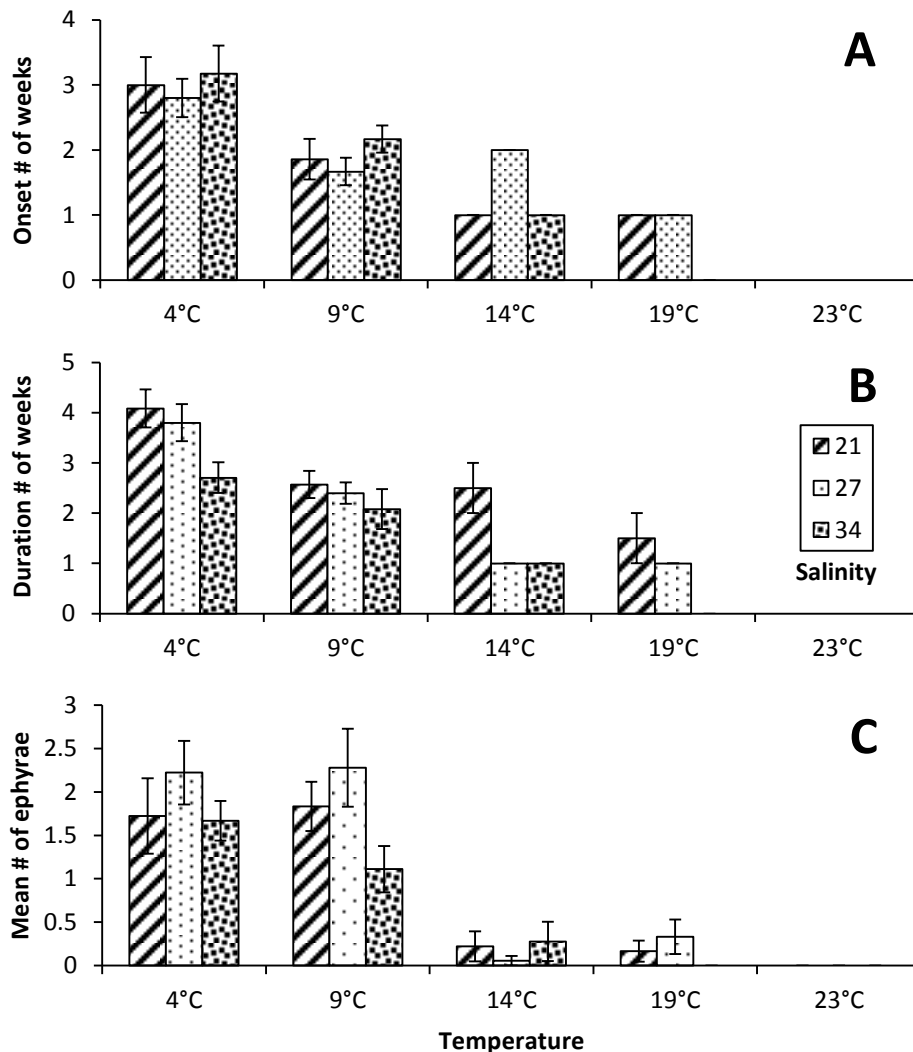 A
Onset # of weeks
4
3
2
1
0
4°C 9°C 14°C 19°C 23°C
B
Duration # of weeks
5
4
3
2
1
0
21
27
34
Salinity
4°C 9°C 14°C 19°C 23°C
C
Mean # of ephyrae
3
2.5
2
1.5
1
0.5
0
4°C 9°C 14°C 19°C 23°C
Temperature